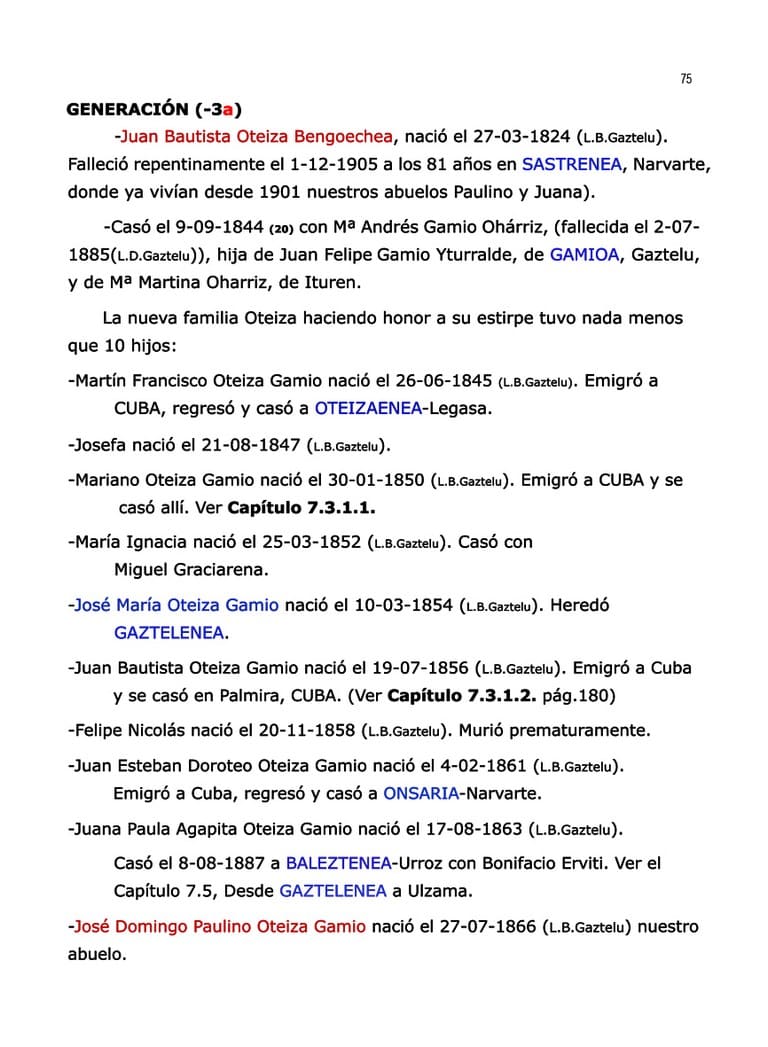 75
GENERACIÓN (-3a)
-Juan Bautista Oteiza Bengoechea, nació el 27-03-1824 (L.B.Gaztelu).
Falleció repentinamente el 1-12-1905 a los 81 años en SASTRENEA, Narvarte,
donde ya vivían desde 1901 nuestros abuelos Paulino y Juana).
-Casó el 9-09-1844 (20) con Mª Andrés Gamio Ohárriz, (fallecida el 2-07-
1885(L.D.Gaztelu)), hija de Juan Felipe Gamio Yturralde, de GAMIOA, Gaztelu,
y de Mª Martina Oharriz, de Ituren.
La nueva familia Oteiza haciendo honor a su estirpe tuvo nada menos
que 10 hijos:
-Martín Francisco Oteiza Gamio nació el 26-06-1845 (L.B.Gaztelu). Emigró a
CUBA, regresó y casó a OTEIZAENEA-Legasa.
-Josefa nació el 21-08-1847 (L.B.Gaztelu).
-Mariano Oteiza Gamio nació el 30-01-1850 (L.B.Gaztelu). Emigró a CUBA y se
casó allí. Ver Capítulo 7.3.1.1.
-María Ignacia nació el 25-03-1852 (L.B.Gaztelu). Casó con
Miguel Graciarena.
-José María Oteiza Gamio nació el 10-03-1854 (L.B.Gaztelu). Heredó
GAZTELENEA.
-Juan Bautista Oteiza Gamio nació el 19-07-1856 (L.B.Gaztelu). Emigró a Cuba
y se casó en Palmira, CUBA. (Ver Capítulo 7.3.1.2. pág.180)
-Felipe Nicolás nació el 20-11-1858 (L.B.Gaztelu). Murió prematuramente.
-Juan Esteban Doroteo Oteiza Gamio nació el 4-02-1861 (L.B.Gaztelu).
Emigró a Cuba, regresó y casó a ONSARIA-Narvarte.
-Juana Paula Agapita Oteiza Gamio nació el 17-08-1863 (L.B.Gaztelu).
Casó el 8-08-1887 a BALEZTENEA-Urroz con Bonifacio Erviti. Ver el
Capítulo 7.5, Desde GAZTELENEA a Ulzama.
-José Domingo Paulino Oteiza Gamio nació el 27-07-1866 (L.B.Gaztelu) nuestro
abuelo.